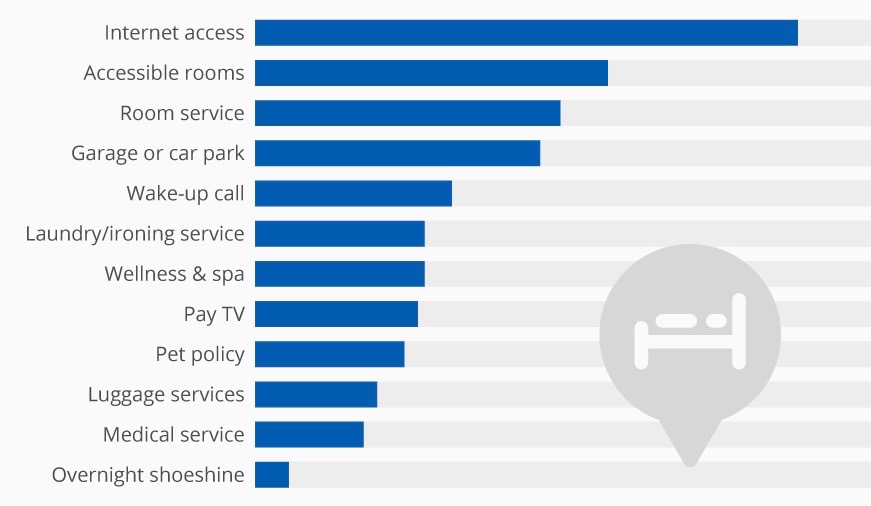 Internet access
Accessible rooms
Room service
Garage or car park
Wake-up call
Laundry/ironing service
Wellness & spa
Pay TV
Pet policy
Luggage services
Medical service
Overnight shoeshine